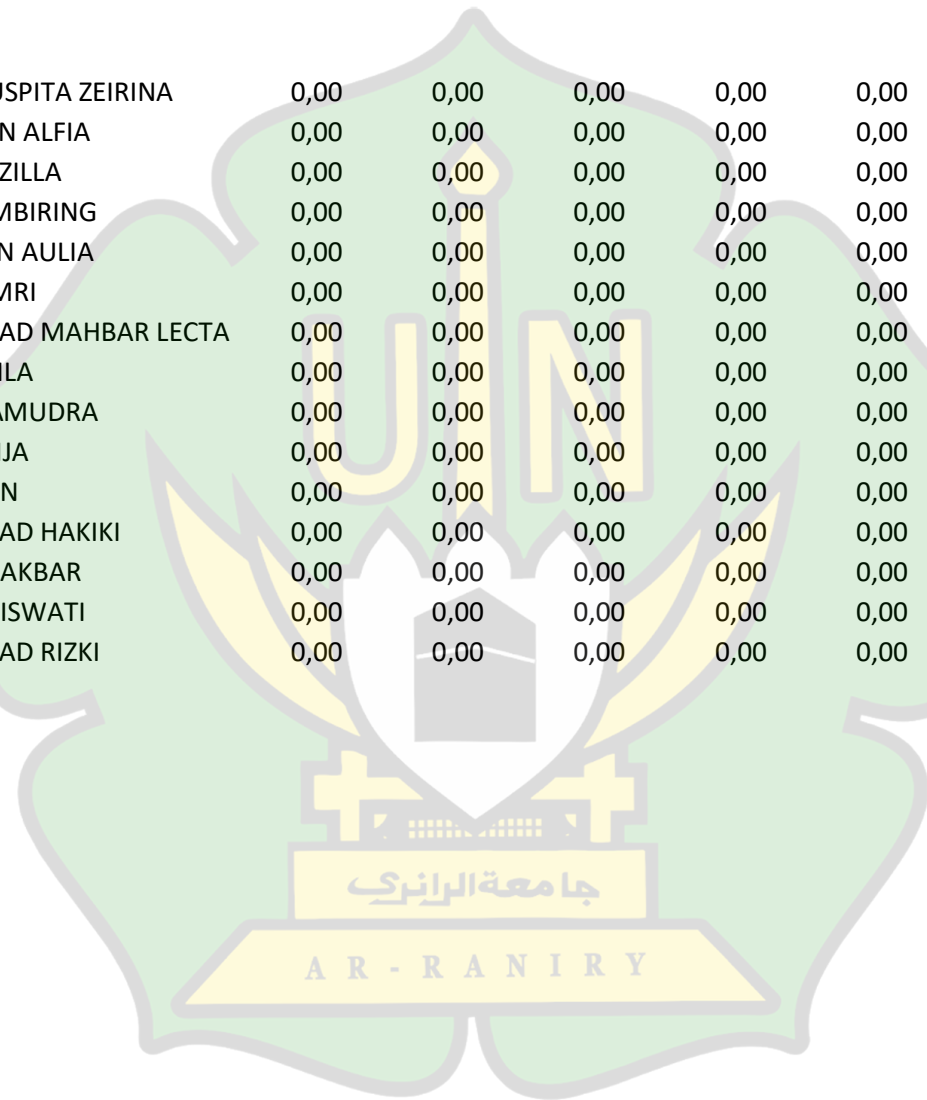 USPITA ZEIRINA 0,00 0,00 0,00 0,00 0,00
N ALFIA 0,00 0,00 0,00 0,00 0,00
ZILLA 0,00 0,00 0,00 0,00 0,00
MBIRING 0,00 0,00 0,00 0,00 0,00
N AULIA 0,00 0,00 0,00 0,00 0,00
MRI 0,00 0,00 0,00 0,00 0,00
AD MAHBAR LECTA 0,00 0,00 0,00 0,00 0,00
ILA 0,00 0,00 0,00 0,00 0,00
AMUDRA 0,00 0,00 0,00 0,00 0,00
IJA 0,00 0,00 0,00 0,00 0,00
N 0,00 0,00 0,00 0,00 0,00
AD HAKIKI 0,00 0,00 0,00 0,00 0,00
AKBAR 0,00 0,00 0,00 0,00 0,00
ISWATI 0,00 0,00 0,00 0,00 0,00
AD RIZKI 0,00 0,00 0,00 0,00 0,00
UIN
جامعة الرانري
AR-RANIRY